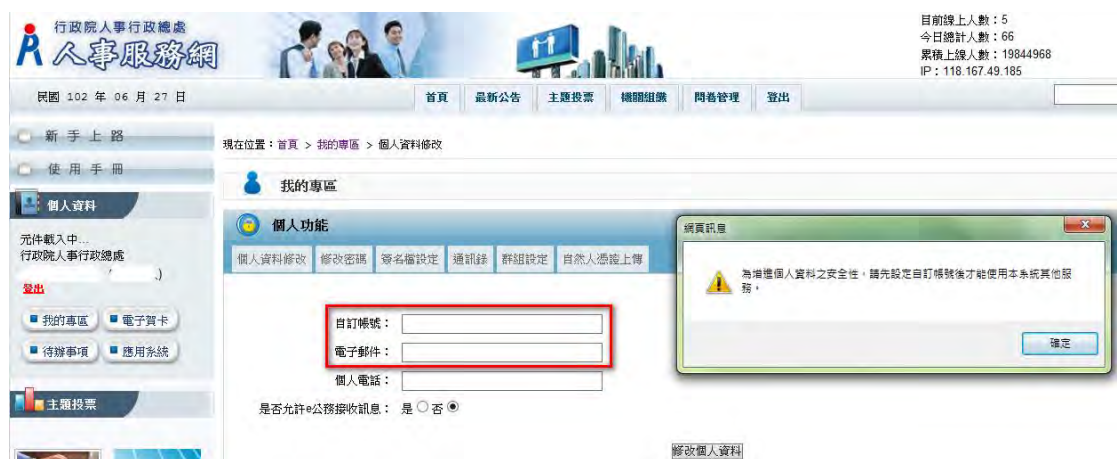 行政院人事行政總處
人事服務網
目前線上人數：5
今日總計人數：66
累積上線人數：19844968
IP：118.167.49.185
民國 102 年 06 月 27 日
首頁 最新公告 主題投票 機關組織 問卷管理 登出
新手上路
使用手冊
個人資料
元件載入中...
行政院人事行政總處
.)
登出
我的專區 電子賀卡
待辦事項 應用系統
主題投票
現在位置：首頁 > 我的專區 > 個人資料修改
我的專區
個人功能
個人資料修改 修改密碼 簽名檔設定 通訊錄 群組設定 自然人憑證上傳
自訂帳號：
電子郵件：
個人電話：
是否允許e公務接收訊息： 是 否
修改個人資料
網頁訊息
為增進個人資料之安全性，請先設定自訂帳號後才能使用本系統其他服
務。
確定